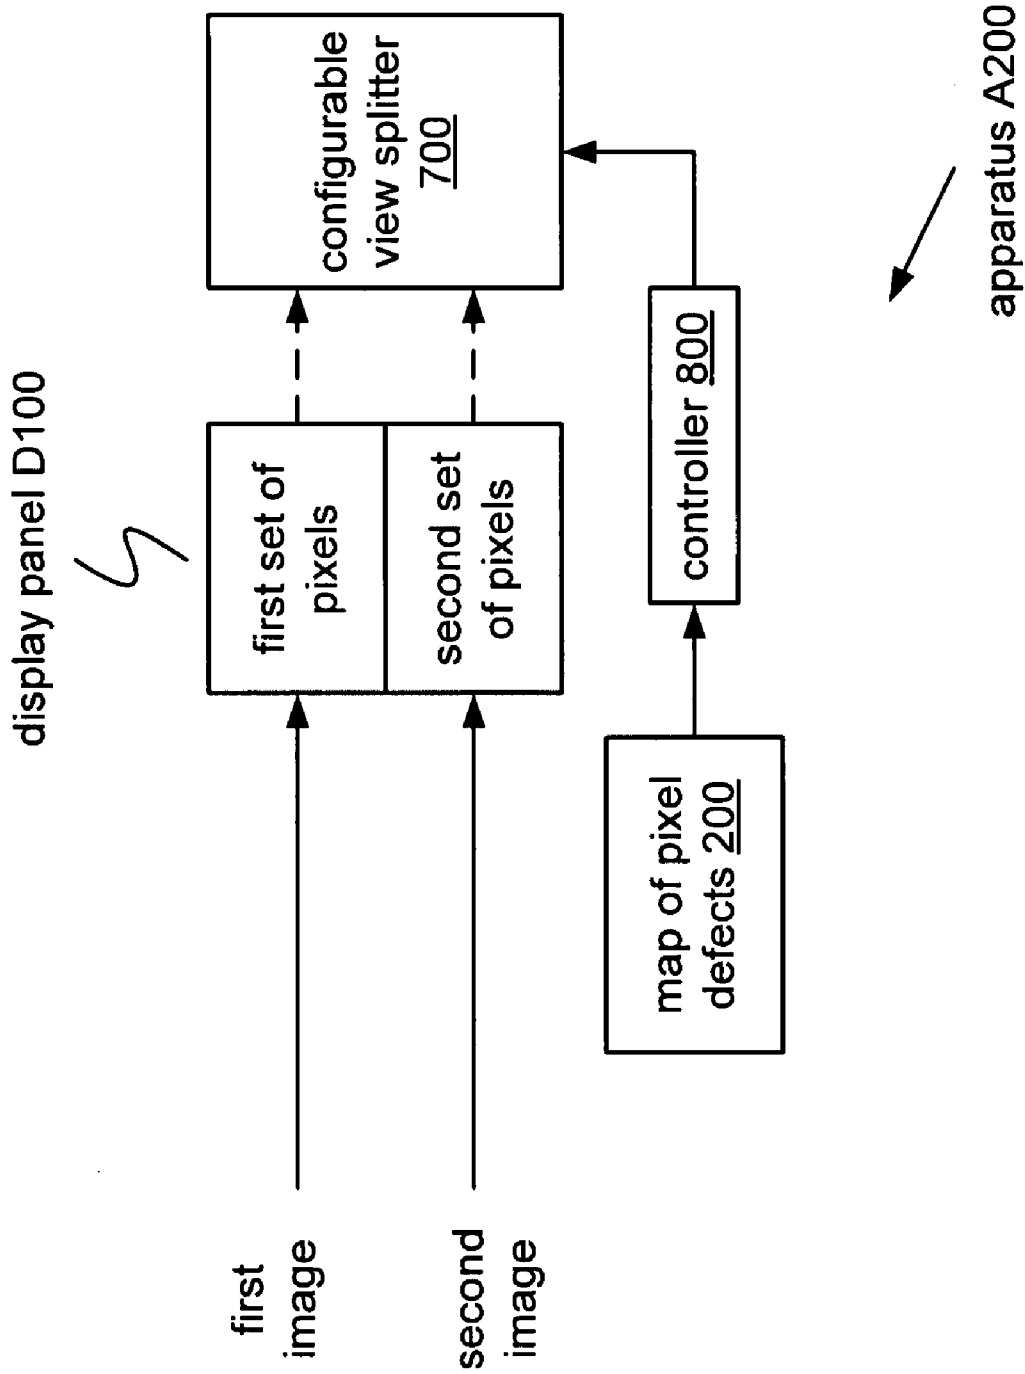 display panel D100
first
image
second
image
first set of
pixels
second set
of pixels
configurable
view splitter
700
map of pixel
defects 200
controller 800
apparatus A200